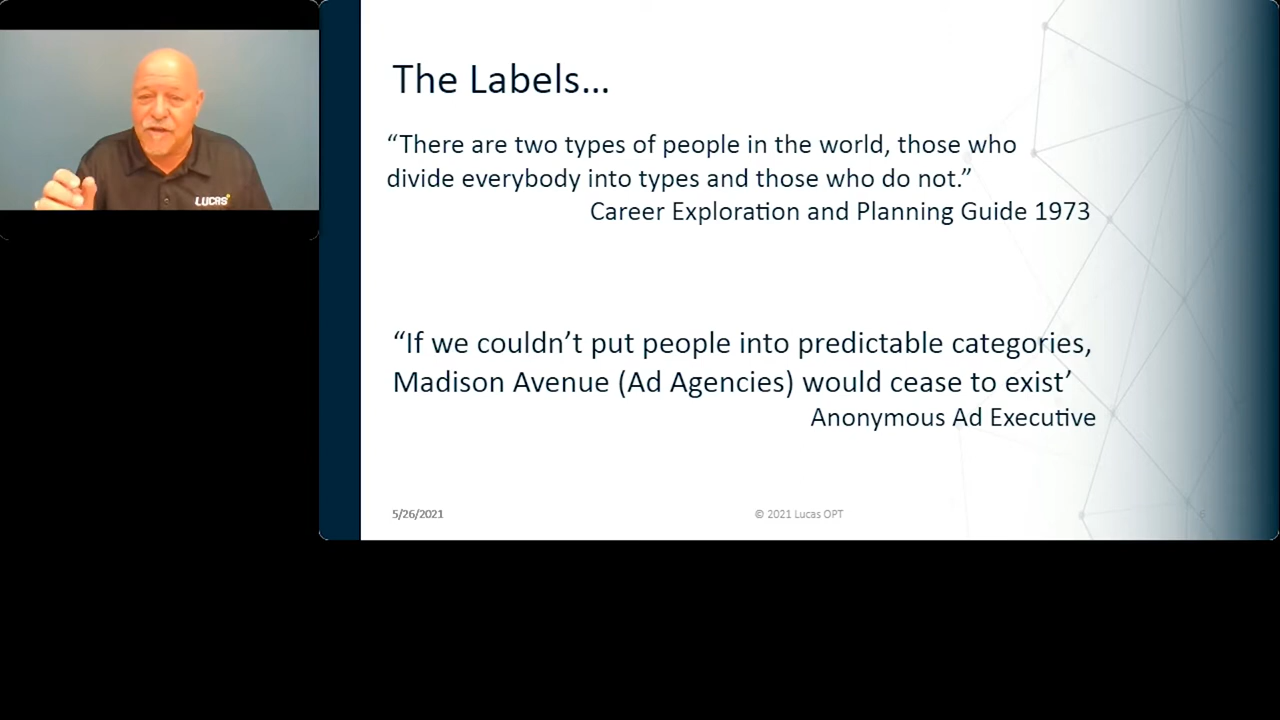 LUCAS
The Labels...
“There are two types of people in the world, those who
divide everybody into types and those who do not.”
Career Exploration and Planning Guide 1973
“If we couldn’t put people into predictable categories,
Madison Avenue (Ad Agencies) would cease to exist’
Anonymous Ad Executive
5/26/2021
© 2021 Lucas OPT
6